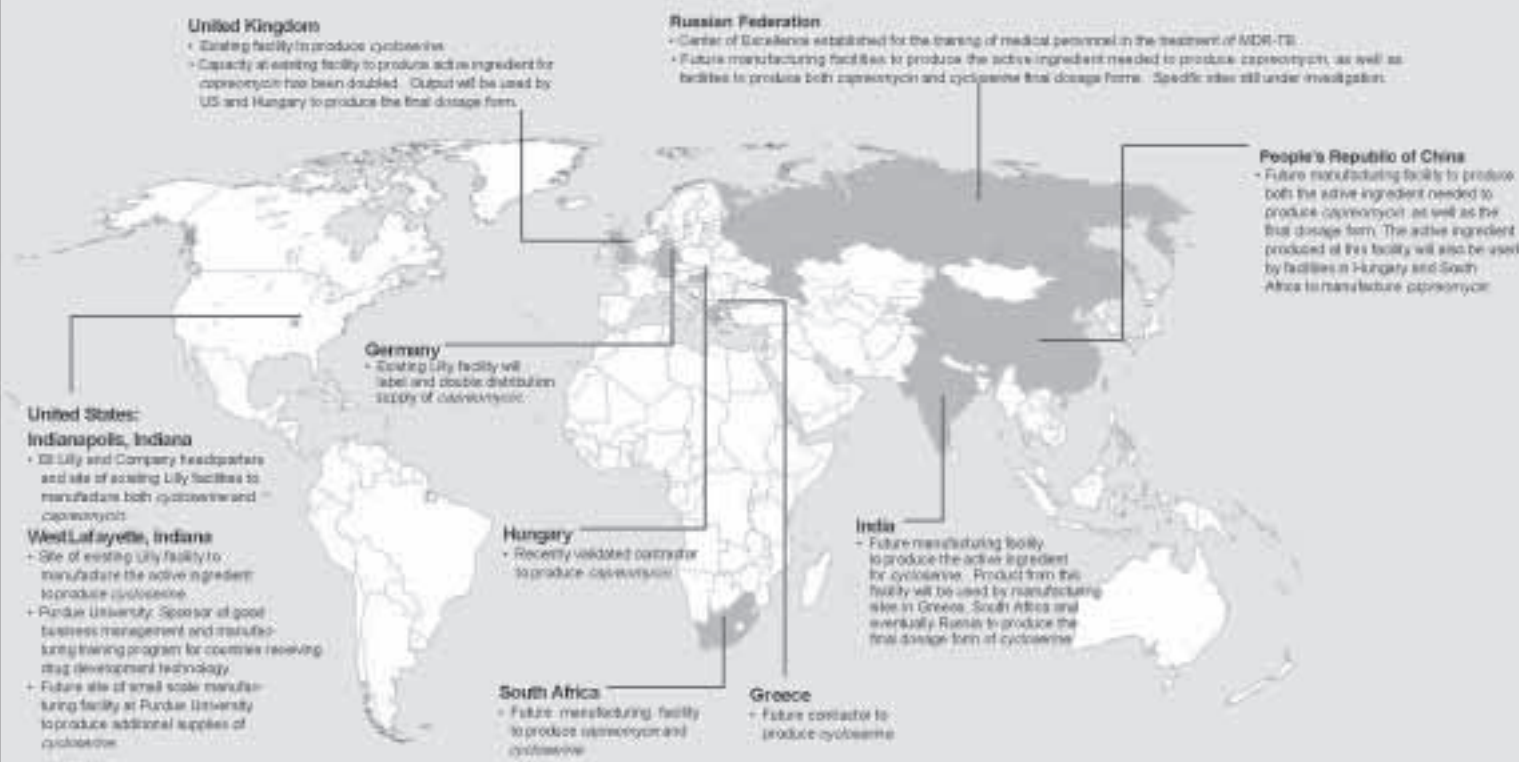 United Kingdom
• Existing facility to produce cycloserine
• Capacity at existing facility to produce active ingredient for
capreomycin has been doubled. Output will be used by
US and Hungary to produce the final dosage form.
Russian Federation
• Center of Excellence established for the training of medical personnel in the treatment of MDR-TB
• Future manufacturing facilities to produce the active ingredient needed to produce capreomycin, as well as
facilities to produce both capreomycin and cycloserine final dosage forms. Specific sites still under investigation.
People's Republic of China
• Future manufacturing facility to produce
both the active ingredient needed to
produce capreomycin as well as the
final dosage form. The active ingredient
produced at this facility will also be used
by facilities in Hungary and South
Africa to manufacture capreomycin
Germany
• Existing Lilly facility will
label and double distribution
supply of capreomycin
United States:
Indianapolis, Indiana
• Eli Lilly and Company headquarters
and site of existing Lilly facilities to
manufacture both cycloserine and
capreomycin
West Lafayette, Indiana
• Site of existing Lilly facility to
manufacture the active ingredient
to produce cycloserine
• Purdue University: Sponsor of good
business management and manufac-
turing training program for countries receiving
drug development technology
• Future site of small scale manufac-
turing facility at Purdue University
to produce additional supplies of
cycloserine
Hungary
• Recently validated contractor
to produce capreomycin
India
• Future manufacturing facility
to produce the active ingredient
for cycloserine. Product from this
facility will be used by manufacturing
sites in Greece, South Africa and
eventually Russia to produce the
final dosage form of cycloserine
South Africa
• Future manufacturing facility
to produce capreomycin and
cycloserine
Greece
• Future contractor to
produce cycloserine